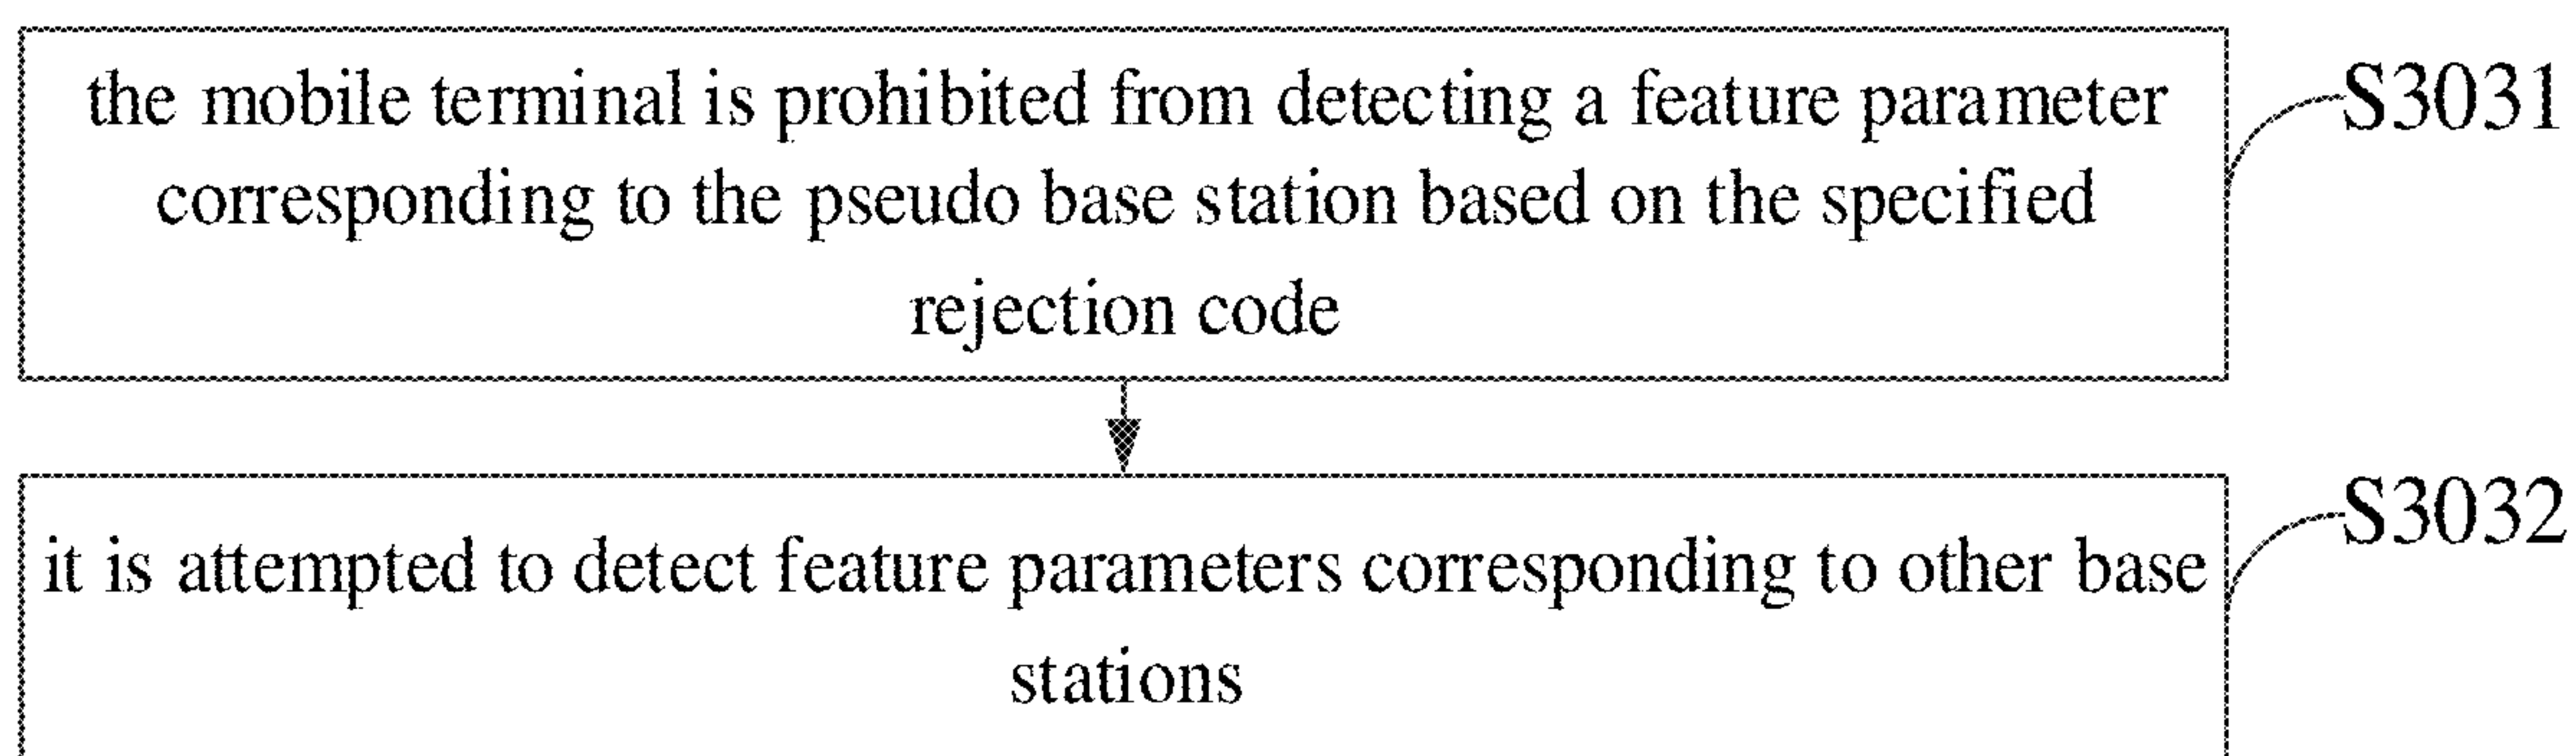 the mobile terminal is prohibited from detecting a feature parameter
corresponding to the pseudo base station based on the specified
rejection code
S3031
it is attempted to detect feature parameters corresponding to other base
stations
S3032